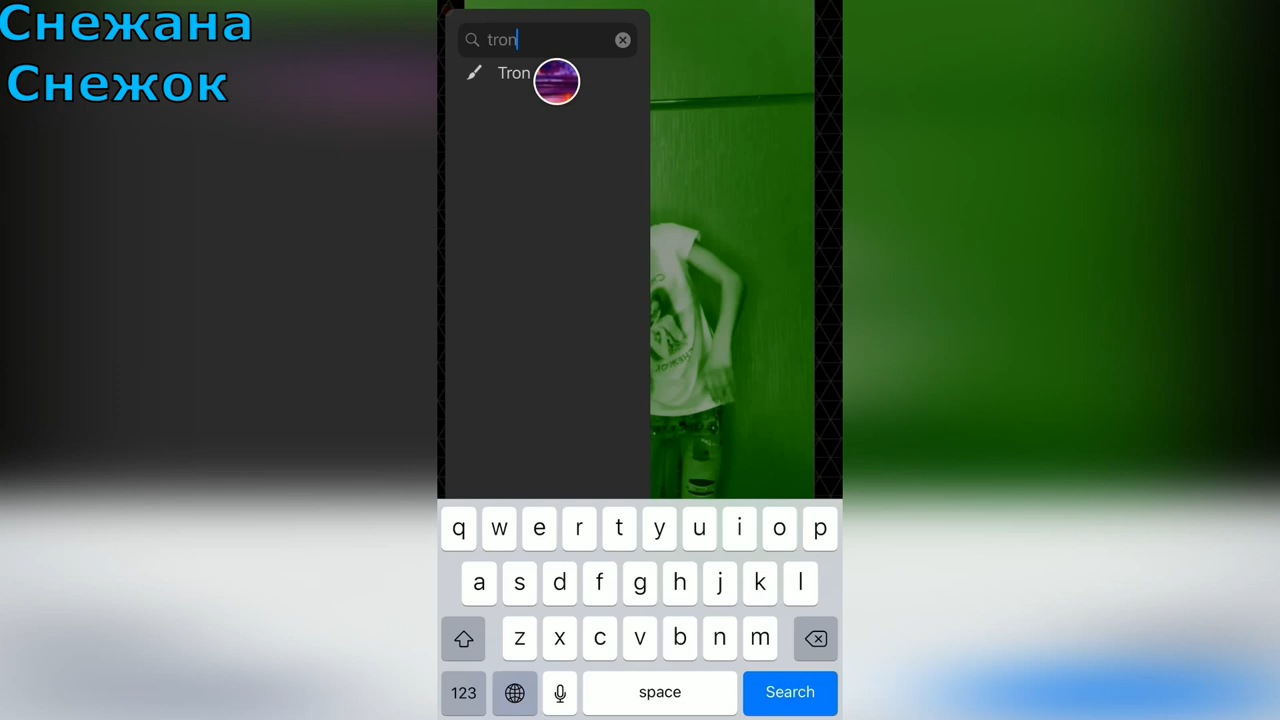 Снежана
Снежок
tron
Tron
q w e r t y u i o p
a s d f g h j k l
z x c v b n m
123 space Search